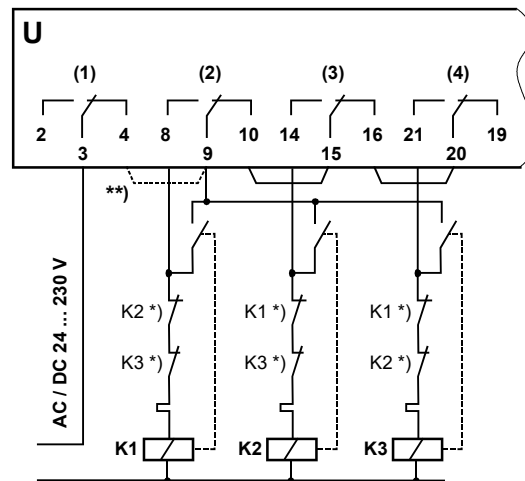 U
(1) (2) (3) (4)
2 4 8 10 14 16 21 19
3 9 15 20
**)
AC / DC 24 ... 230 V
K2 *) K1 *) K1 *)
K3 *) K3 *) K2 *)
K1 K2 K3